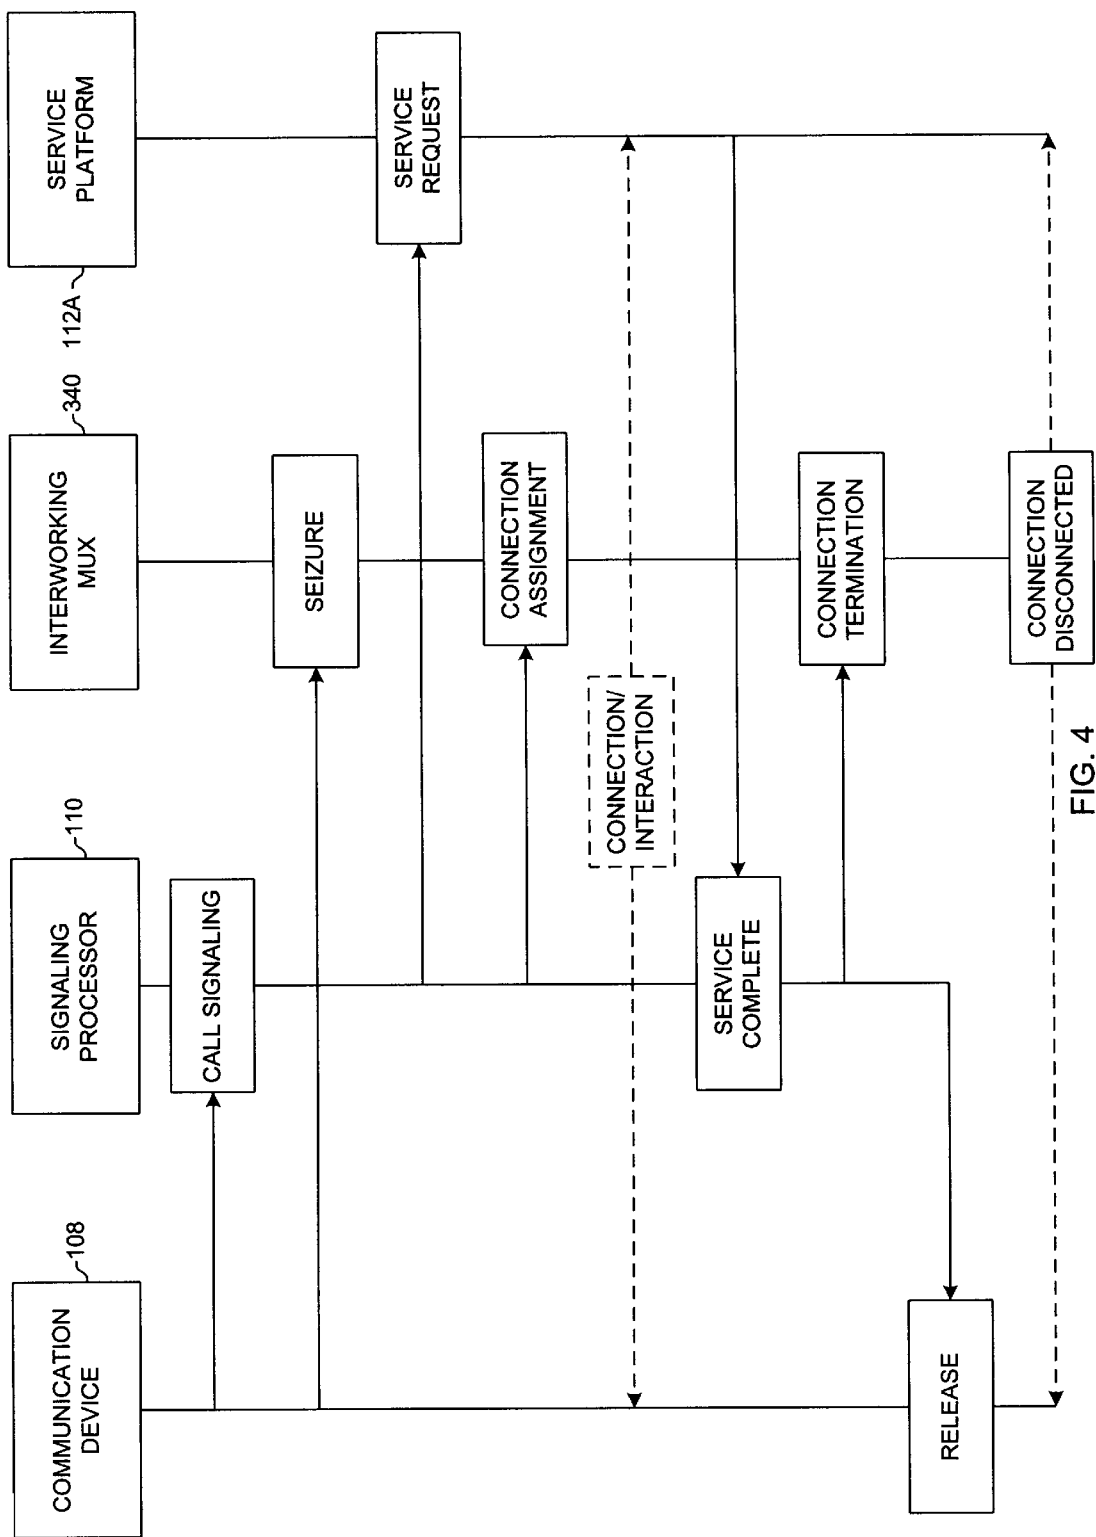 COMMUNICATION
DEVICE
108
SIGNALING
PROCESSOR
110
INTERWORKING
MUX
340
SERVICE
PLATFORM
112A
CALL SIGNALING
SEIZURE
SERVICE
REQUEST
CONNECTION
ASSIGNMENT
CONNECTION/
INTERACTION
SERVICE
COMPLETE
CONNECTION
TERMINATION
RELEASE
CONNECTION
DISCONNECTED
FIG. 4